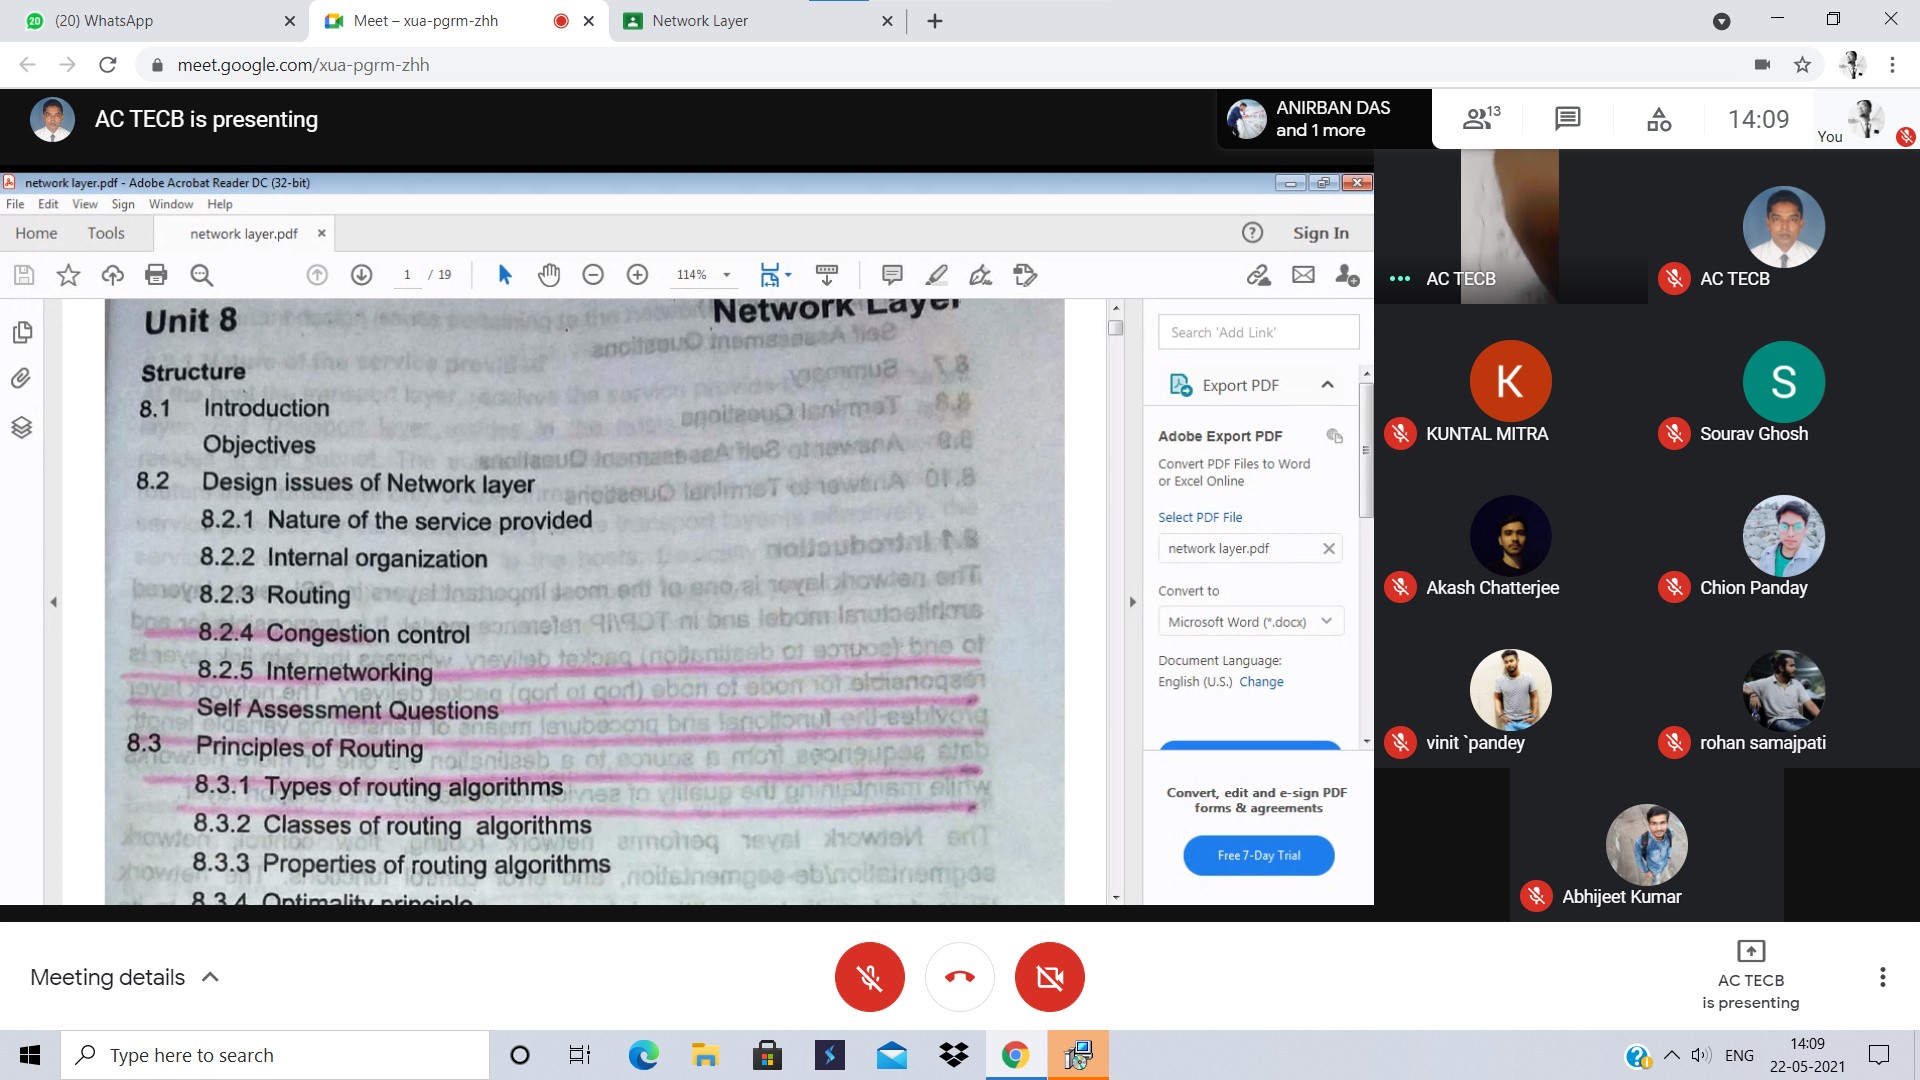 (20) WhatsApp
Meet – xua-pgrm-zhh
Network Layer
meet.google.com/xua-pgrm-zhh
AC TECB is presenting
ANIRBAN DAS
and 1 more
13
14:09
You
network layer.pdf - Adobe Acrobat Reader DC (32-bit)
File Edit View Sign Window Help
Home Tools network layer.pdf
Sign In
1 / 19
114%
Unit 8 Network Layer
Structure
8.1 Introduction
Objectives
8.2 Design issues of Network layer
8.2.1 Nature of the service provided
8.2.2 Internal organization
8.2.3 Routing
8.2.4 Congestion control
8.2.5 Internetworking
Self Assessment Questions
8.3 Principles of Routing
8.3.1 Types of routing algorithms
8.3.2 Classes of routing algorithms
8.3.3 Properties of routing algorithms
8.3.4 Optimality principle
Search 'Add Link'
Export PDF
Adobe Export PDF
Convert PDF Files to Word
or Excel Online
Select PDF File
network layer.pdf
Convert to
Microsoft Word (*.docx)
Document Language:
English (U.S.) Change
Convert, edit and e-sign PDF
forms & agreements
Free 7-Day Trial
AC TECB
AC TECB
K
KUNTAL MITRA
S
Sourav Ghosh
Akash Chatterjee
Chion Panday
vinit `pandey
rohan samajpati
Abhijeet Kumar
Meeting details
AC TECB
is presenting
Type here to search
ENG
14:09
22-05-2021